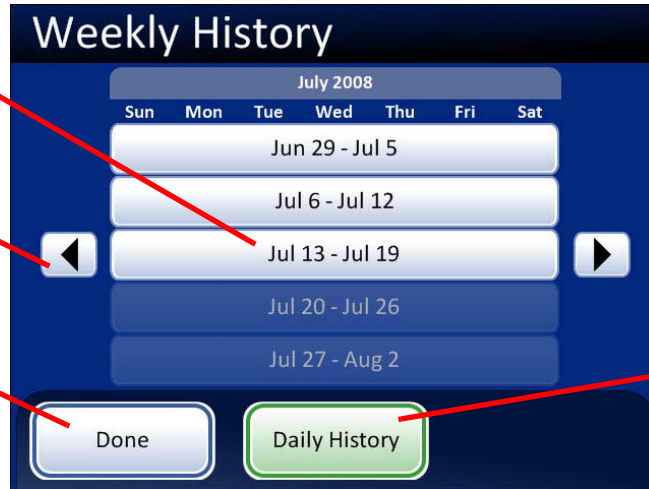 Weekly History
July 2008
Sun Mon Tue Wed Thu Fri Sat
Jun 29 - Jul 5
Jul 6 - Jul 12
Jul 13 - Jul 19
Jul 20 - Jul 26
Jul 27 - Aug 2
Done Daily History